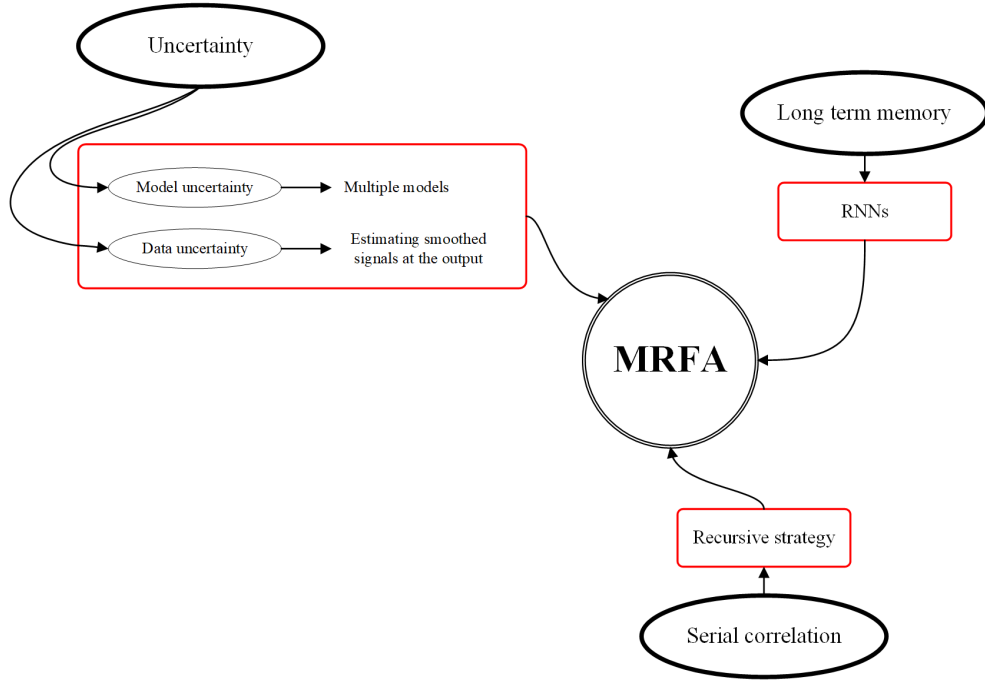 Uncertainty
Long term memory
Model uncertainty
Multiple models
RNNs
Data uncertainty
Estimating smoothed
signals at the output
MRFA
Recursive strategy
Serial correlation